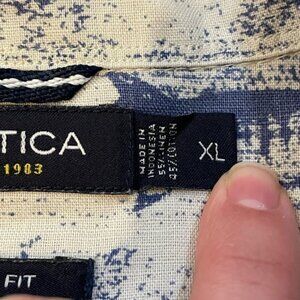 TICA
1983
MADE IN
INDONESIA
55% LINEN
45% COTTON
XL
FIT